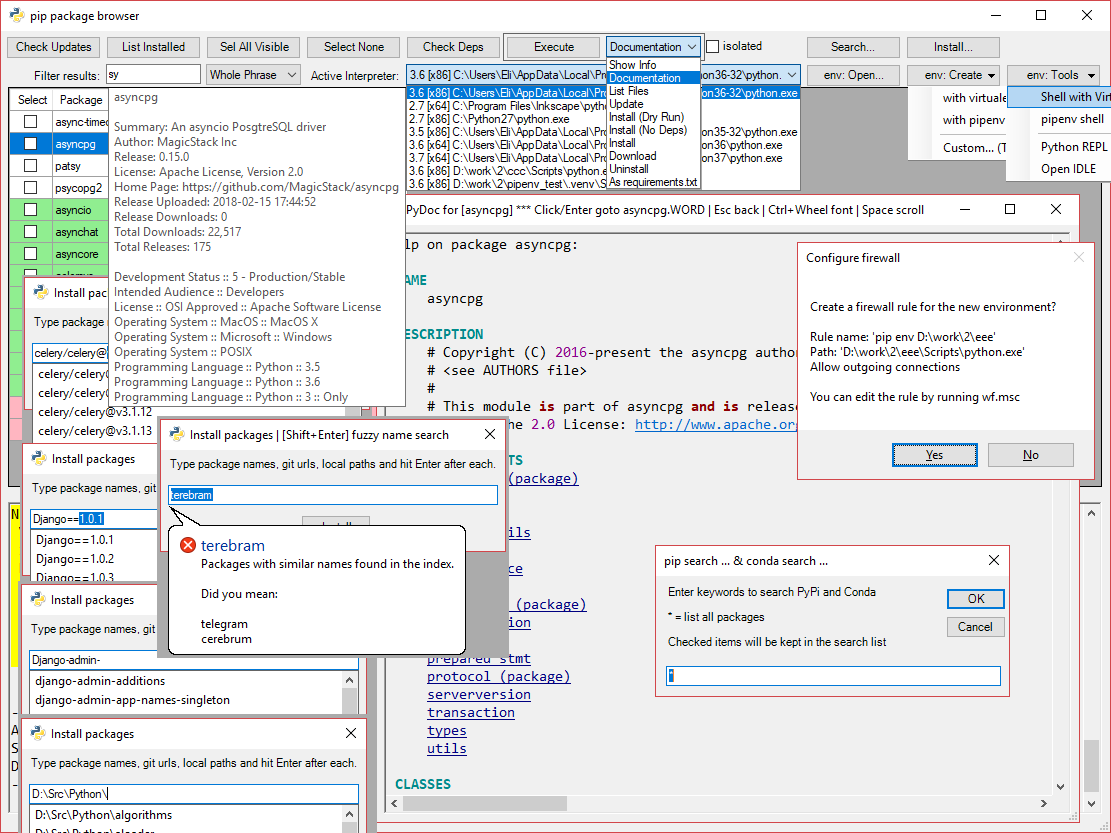 pip package browser
Check Updates
List Installed
Sel All Visible
Select None
Check Deps
Execute
Documentation
isolated
Search...
Install...
Filter results:
sy
Whole Phrase
Active Interpreter:
3.6 [x86] C:\Users\Eli\AppData\Local\Pr
on36-32\python.
env: Open...
env: Create
env: Tools
Show Info
Documentation
List Files
Update
Install (Dry Run)
Install (No Deps)
Install
Download
Uninstall
As requirements.txt
3.6 [x86] C:\Users\Eli\AppData\Local\Pr
on36-32\python.exe
2.7 [x64] C:\Program Files\Inkscape\pyth
2.7 [x64] C:\Python27\python.exe
3.5 [x86] C:\Users\Eli\AppData\Local\Pr
on35-32\python.exe
3.6 [x64] C:\Users\Eli\AppData\Local\Pr
on36\python.exe
3.7 [x64] C:\Users\Eli\AppData\Local\Pr
on37\python.exe
3.6 [x86] D:\work\2\ccc\Scripts\python.e
3.6 [x86] D:\work\2\pipenv_test\.venv\S
with virtuale
with pipenv
Custom... (T
Shell with Virt
pipenv shell
Python REPL
Open IDLE
Select
Package
async-timeo
asyncpg
patsy
psycopg2
asyncio
asynchat
asyncore
asyncpg
Summary: An asyncio PosgtreSQL driver
Author: MagicStack Inc
Release: 0.15.0
License: Apache License, Version 2.0
Home Page: https://github.com/MagicStack/asyncpg
Release Uploaded: 2018-02-15 17:44:52
Release Downloads: 0
Total Downloads: 22,517
Total Releases: 175
Development Status :: 5 - Production/Stable
Intended Audience :: Developers
License :: OSI Approved :: Apache Software License
Operating System :: MacOS :: MacOS X
Operating System :: Microsoft :: Windows
Operating System :: POSIX
Programming Language :: Python :: 3.5
Programming Language :: Python :: 3.6
Programming Language :: Python :: 3 :: Only
PyDoc for [asyncpg] *** Click/Enter goto asyncpg.WORD | Esc back | Ctrl+Wheel font | Space scroll
lp on package asyncpg:
AME
asyncpg
ESCRIPTION
# Copyright (C) 2016-present the asyncpg autho
# <see AUTHORS file>
#
# This module is part of asyncpg and is releas
he 2.0 License: http://www.apache.org
TS
(package)
ils
ce
(package)
ion
prepared_stmt
protocol (package)
serverversion
transaction
types
utils
CLASSES
Configure firewall
Create a firewall rule for the new environment?
Rule name: 'pip env D:\work\2\eee'
Path: 'D:\work\2\eee\Scripts\python.exe'
Allow outgoing connections
You can edit the rule by running wf.msc
Yes
No
Install pac
Type package
celery/celery@
celery/celery@
celery/celery@
celery/celery@v3.1.12
celery/celery@v3.1.13
Install packages
Type package names, git
Django==1.0.1
Django==1.0.1
Django==1.0.2
Django==1.0.3
Install packages | [Shift+Enter] fuzzy name search
Type package names, git urls, local paths and hit Enter after each.
terebram
Install
terebram
Packages with similar names found in the index.
Did you mean:
telegram
cerebrum
pip search ... & conda search ...
Enter keywords to search PyPi and Conda
* = list all packages
Checked items will be kept in the search list
*
OK
Cancel
Install packages
Type package names, git
Django-admin-
django-admin-additions
django-admin-app-names-singleton
Install packages
Type package names, git urls, local paths and hit Enter after each.
D:\Src\Python\
D:\Src\Python\algorithms